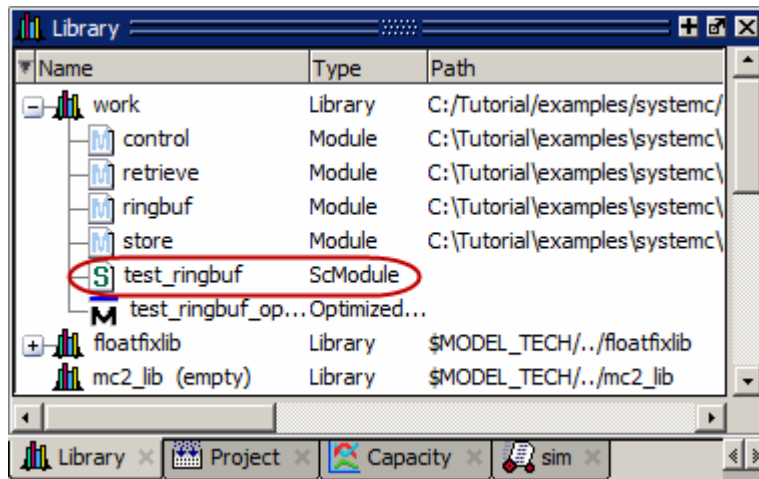 Library
Name Type Path
work Library C:/Tutorial/examples/systemc/
control Module C:\Tutorial\examples\systemc\
retrieve Module C:\Tutorial\examples\systemc\
ringbuf Module C:\Tutorial\examples\systemc\
store Module C:\Tutorial\examples\systemc\
test_ringbuf ScModule
test_ringbuf_op... Optimized...
floatfixlib Library $MODEL_TECH/../floatfixlib
mc2_lib (empty) Library $MODEL_TECH/../mc2_lib
Library Project Capacity sim